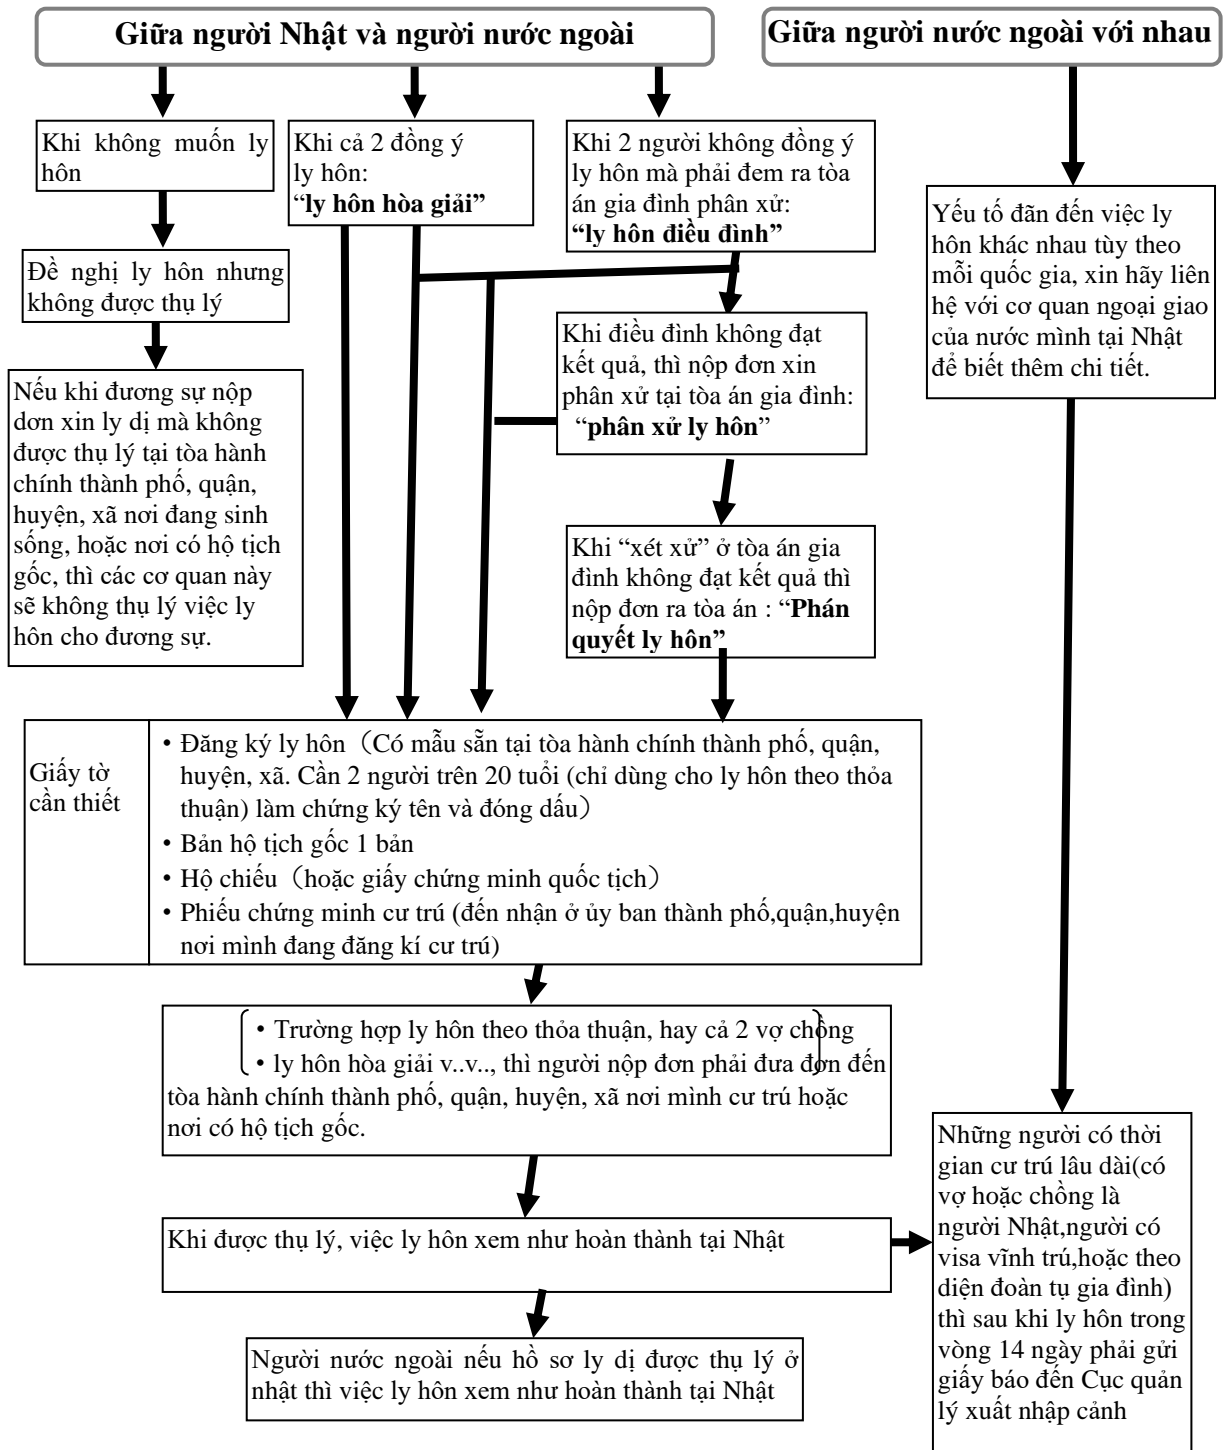 Giữa người Nhật và người nước ngoài
Giữa người nước ngoài với nhau
Khi không muốn ly
hôn
Khi cả 2 đồng ý
ly hôn:
“ly hôn hòa giải”
Khi 2 người không đồng ý
ly hôn mà phải đem ra tòa
án gia đình phân xử:
“ly hôn điều đình”
Yếu tố đãn đến việc ly
hôn khác nhau tùy theo
mỗi quốc gia, xin hãy liên
hệ với cơ quan ngoại giao
của nước mình tại Nhật
để biết thêm chi tiết.
Đề nghị ly hôn nhưng
không được thụ lý
Khi điều đình không đạt
kết quả, thì nộp đơn xin
phân xử tại tòa án gia đình:
“phân xử ly hôn”
Nếu khi đương sự nộp
dơn xin ly dị mà không
được thụ lý tại tòa hành
chính thành phố, quận,
huyện, xã nơi đang sinh
sống, hoặc nơi có hộ tịch
gốc, thì các cơ quan này
sẽ không thụ lý việc ly
hôn cho đương sự.
Khi “xét xử” ở tòa án gia
đình không đạt kết quả thì
nộp đơn ra tòa án : “Phán
quyết ly hôn”
Giấy tờ
cần thiết
・Đăng ký ly hôn（Có mẫu sẵn tại tòa hành chính thành phố, quận,
huyện, xã. Cần 2 người trên 20 tuổi (chỉ dùng cho ly hôn theo thỏa
thuận) làm chứng ký tên và đóng dấu）
・Bản hộ tịch gốc 1 bản
・Hộ chiếu（hoặc giấy chứng minh quốc tịch）
・Phiếu chứng minh cư trú (đến nhận ở ủy ban thành phố,quận,huyện
nơi mình đang đăng kí cư trú)
・Trường hợp ly hôn theo thỏa thuận, hay cả 2 vợ chồng
・ly hôn hòa giải v..v.., thì người nộp đơn phải đưa đơn đến
tòa hành chính thành phố, quận, huyện, xã nơi mình cư trú hoặc
nơi có hộ tịch gốc.
Khi được thụ lý, việc ly hôn xem như hoàn thành tại Nhật
Người nước ngoài nếu hồ sơ ly dị được thụ lý ở
nhật thì việc ly hôn xem như hoàn thành tại Nhật
Những người có thời
gian cư trú lâu dài(có
vợ hoặc chồng là
người Nhật,người có
visa vĩnh trú,hoặc theo
diện đoàn tụ gia đình)
thì sau khi ly hôn trong
vòng 14 ngày phải gửi
giấy báo đến Cục quản
lý xuất nhập cảnh